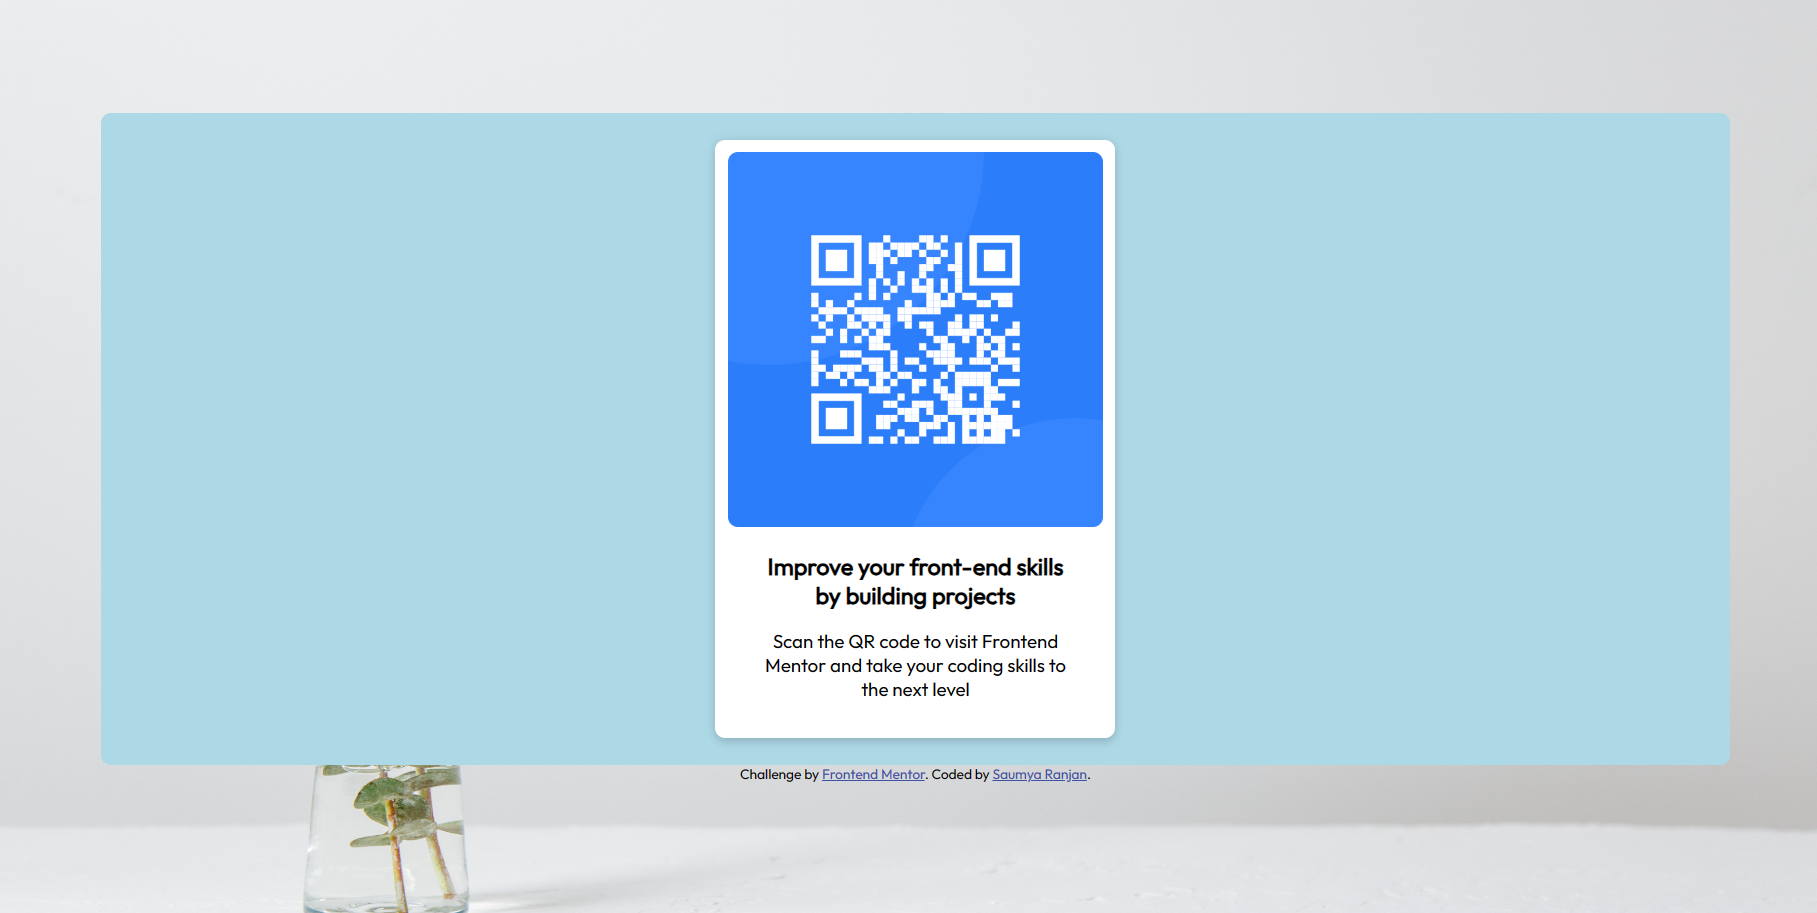 Improve your front-end skills
by building projects
Scan the QR code to visit Frontend
Mentor and take your coding skills to
the next level
Challenge by Frontend Mentor. Coded by Saumya Ranjan.